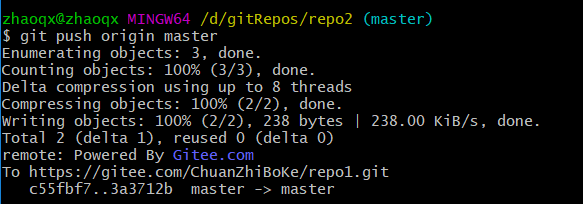 zhaoqx@zhaoqx MINGW64 /d/gitRepos/repo2 (master)
$ git push origin master
Enumerating objects: 3, done.
Counting objects: 100% (3/3), done.
Delta compression using up to 8 threads
Compressing objects: 100% (2/2), done.
Writing objects: 100% (2/2), 238 bytes | 238.00 KiB/s, done.
Total 2 (delta 1), reused 0 (delta 0)
remote: Powered By Gitee.com
To https://gitee.com/ChuanZhiBoKe/repo1.git
   c55fbf7..3a3712b  master -> master